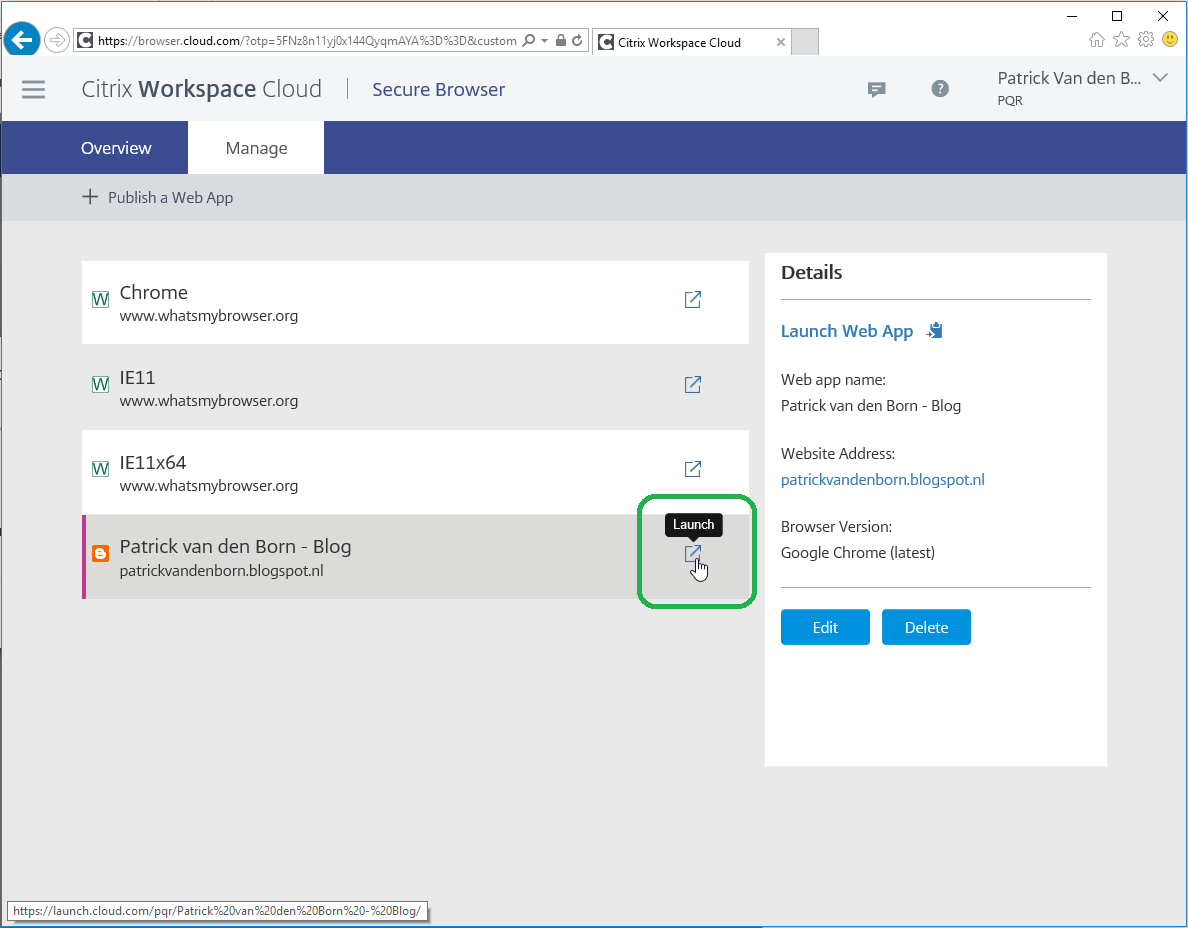 https://browser.cloud.com/?otp=5FNz8n11yj0x144QyqmAYA%3D%3D&custom
Citrix Workspace Cloud
Citrix Workspace Cloud
Secure Browser
Patrick Van den B...
PQR
Overview
Manage
Publish a Web App
Chrome
www.whatsmybrowser.org
IE11
www.whatsmybrowser.org
IE11x64
www.whatsmybrowser.org
Launch
Patrick van den Born - Blog
patrickvandenborn.blogspot.nl
Details
Launch Web App
Web app name:
Patrick van den Born - Blog
Website Address:
patrickvandenborn.blogspot.nl
Browser Version:
Google Chrome (latest)
Edit
Delete
https://launch.cloud.com/pqr/Patrick%20van%20den%20Born%20-%20Blog/